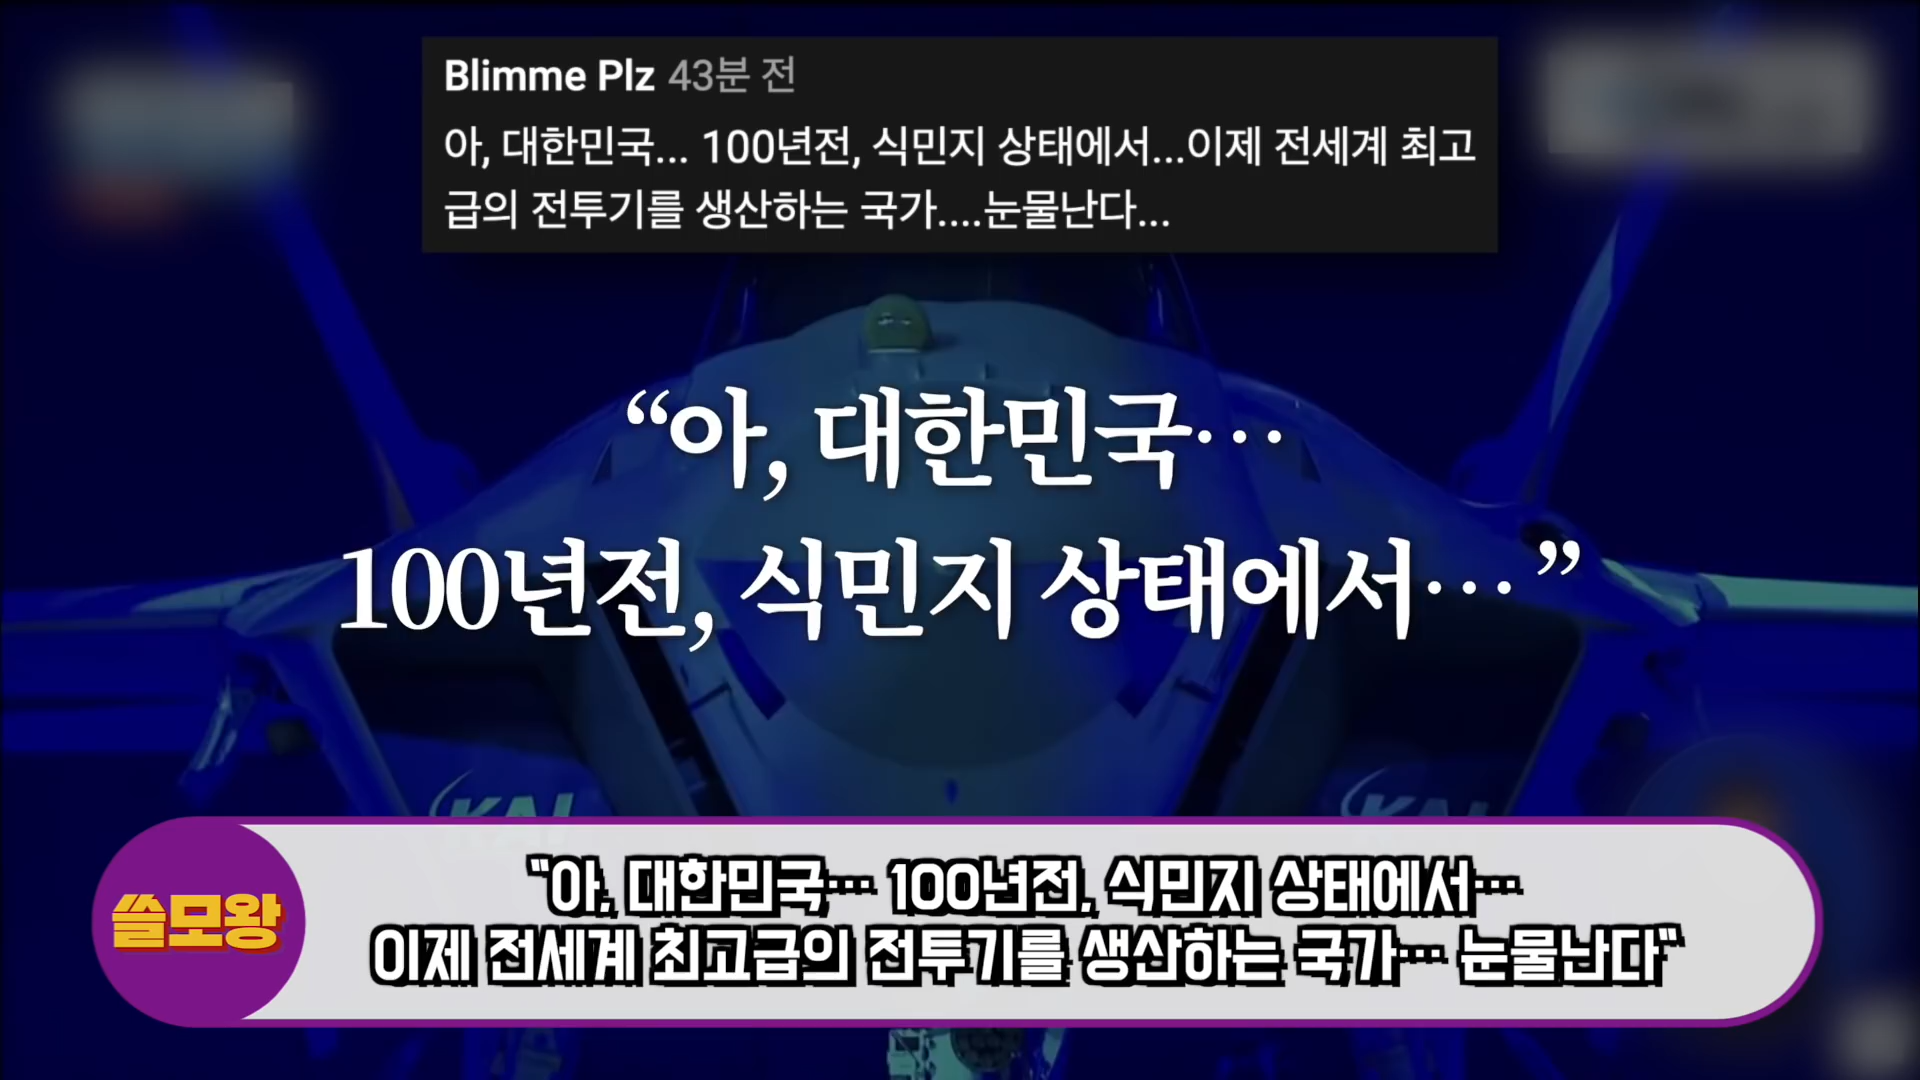 Blimme Plz 43분 전
아, 대한민국... 100년전, 식민지 상태에서...이제 전세계 최고
급의 전투기를 생산하는 국가....눈물난다...
“아, 대한민국…
100년전, 식민지 상태에서…”
KAI KAI
쓸모왕
"아, 대한민국… 100년전, 식민지 상태에서…
이제 전세계 최고급의 전투기를 생산하는 국가… 눈물난다"